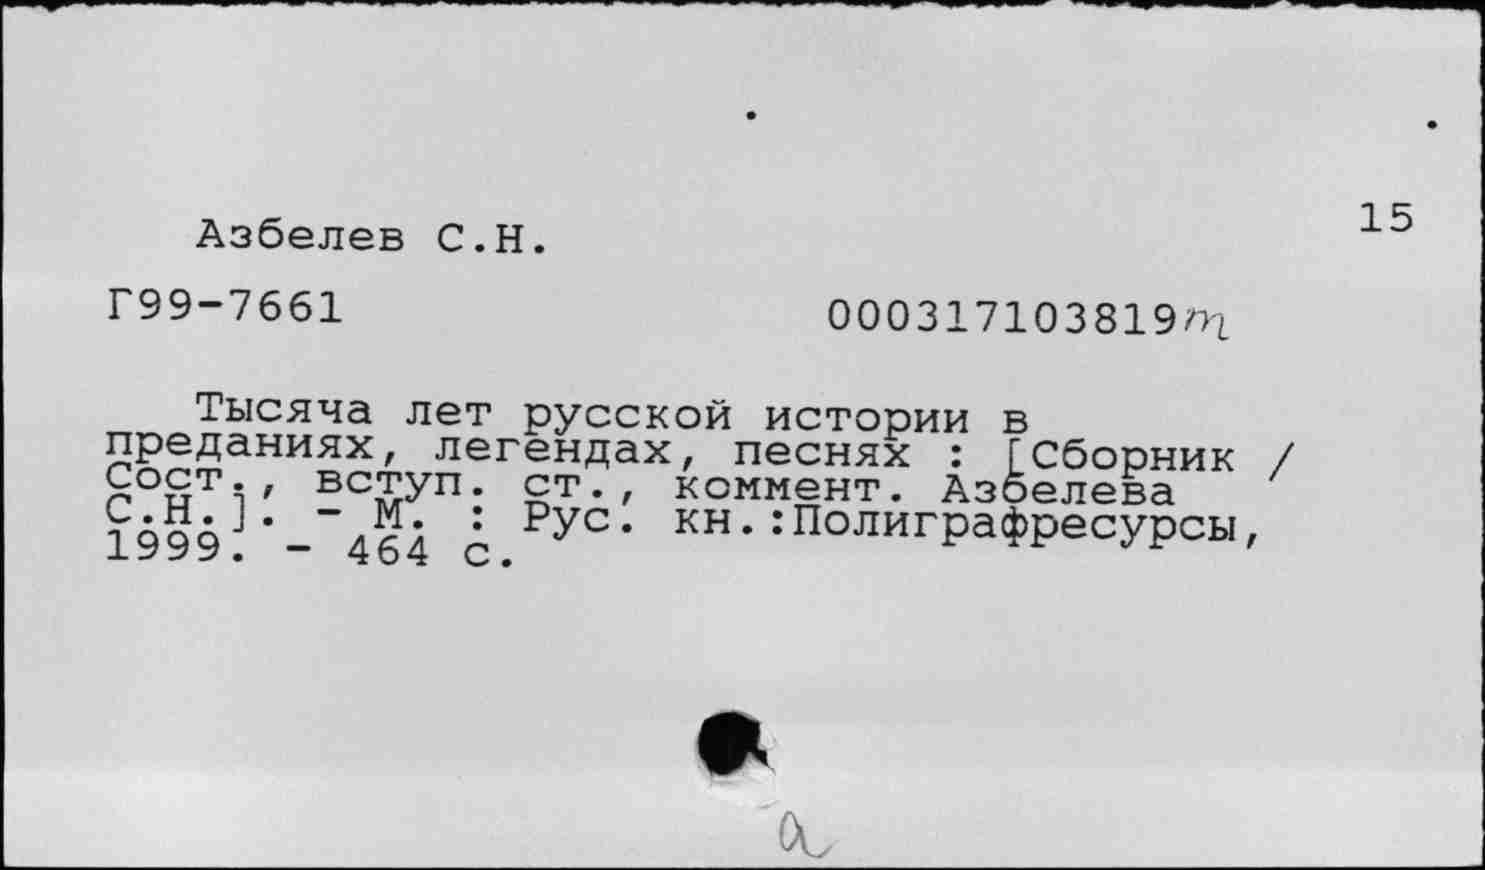 15
Азбелев С.Н.
Г99-7661 000317103819т
Тысяча лет русской истории в
преданиях, легендах, песнях : [Сборник /
Сост., вступ. ст., коммент. Азбелева
С.Н.]. - М. : Рус. кн.:Полиграфресурсы,
1999. - 464 с.
а